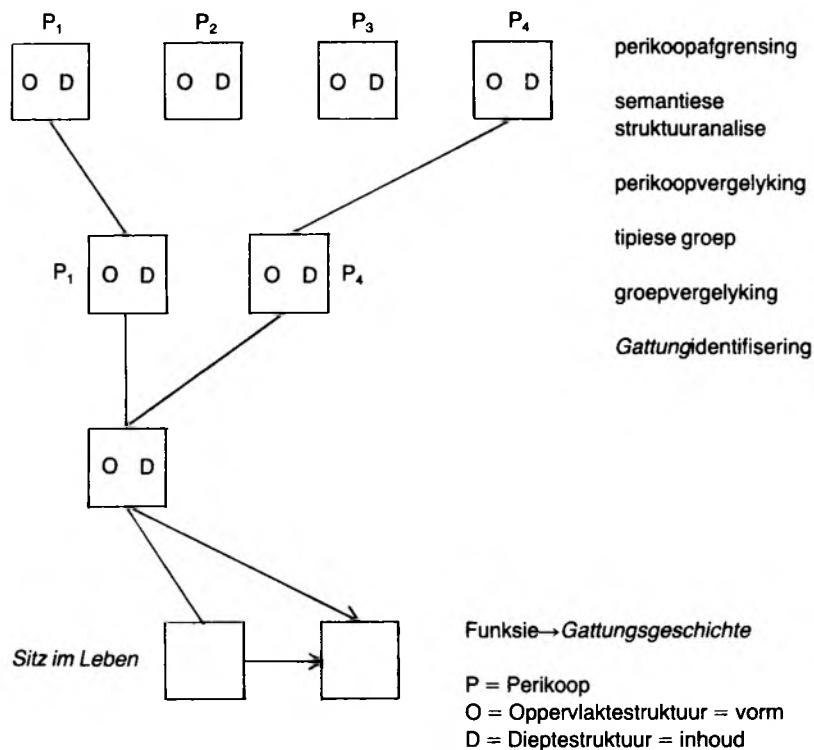 P₁ P₂ P₃ P₄
O D O D O D O D
perikoopafgrensing
semantiese
struktuuranalise
perikoopvergelyking
tipiese groep
groepvergelyking
Gattungidentifisering
P₁ O D O D P₄
O D
Sitz im Leben
Funksie→Gattungsgeschichte
P = Perikoop
O = Oppervlaktestruktuur = vorm
D = Dieptestruktuur = inhoud